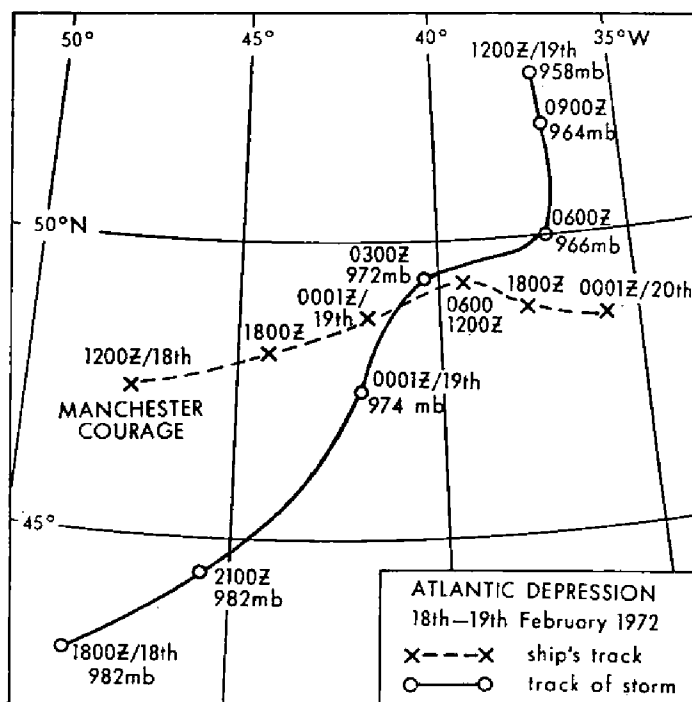 50°
45°
40°
35°W
1200Z/19th
958mb
0900Z
964mb
50°N
0600Z
966mb
0300Z
972mb
0001Z/
19th
1800Z
0001Z/20th
0600
1200Z
1800Z
1200Z/18th
MANCHESTER
COURAGE
0001Z/19th
974 mb
45°
2100Z
982mb
1800Z/18th
982mb
ATLANTIC DEPRESSION
18th—19th February 1972
ship's track
track of storm